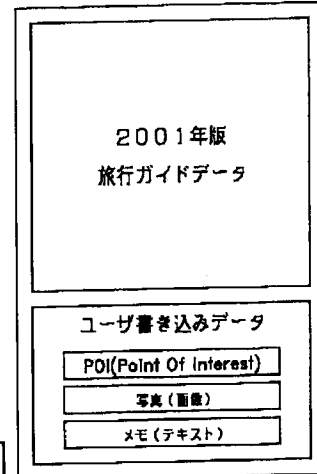 2001年版
旅行ガイドデータ
ユーザ書き込みデータ
POI(Point Of Interest)
写真(画像)
メモ(テキスト)